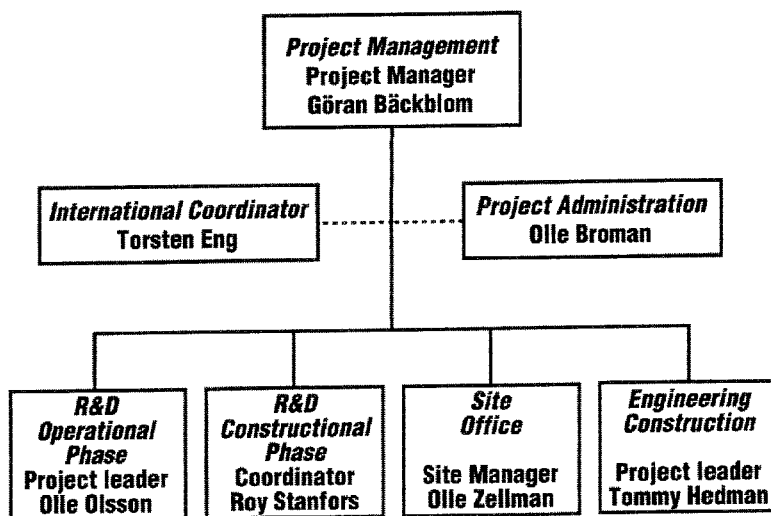 Project Management
Project Manager
Göran Bäckblom
International Coordinator
Torsten Eng
Project Administration
Olle Broman
R&D
Operational
Phase
Project leader
Olle Olsson
R&D
Constructional
Phase
Coordinator
Roy Stanfors
Site
Office
Site Manager
Olle Zellman
Engineering
Construction
Project leader
Tommy Hedman